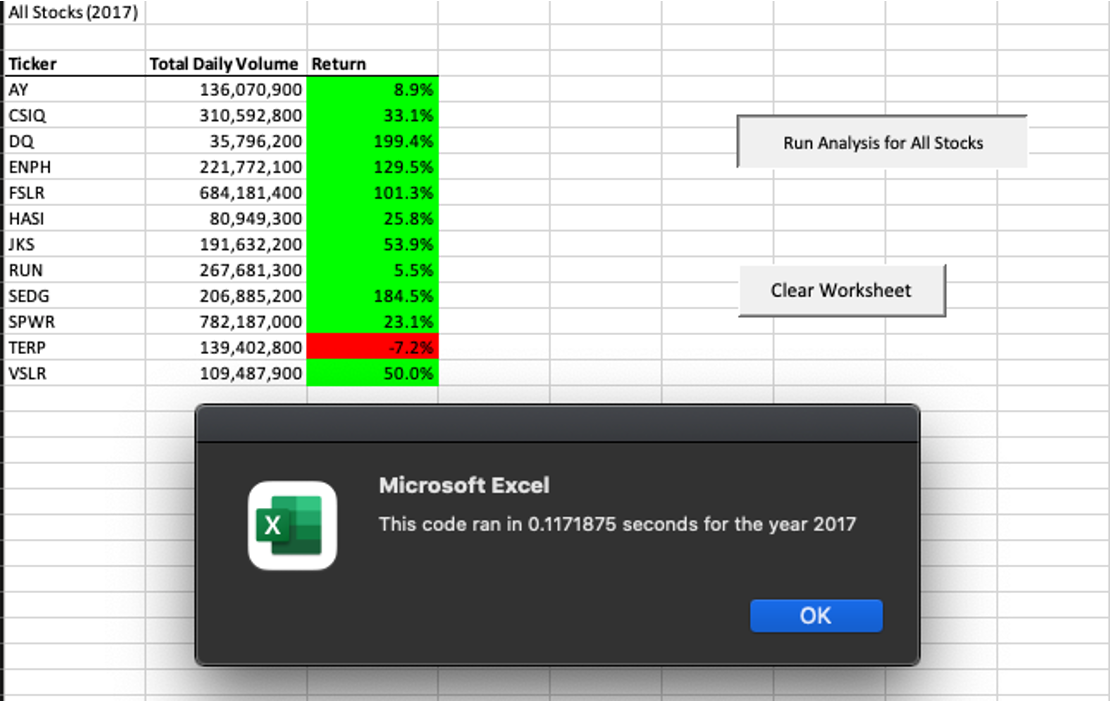 All Stocks (2017)
Ticker Total Daily Volume Return
AY 136,070,900 8.9%
CSIQ 310,592,800 33.1%
DQ 35,796,200 199.4%
ENPH 221,772,100 129.5%
FSLR 684,181,400 101.3%
HASI 80,949,300 25.8%
JKS 191,632,200 53.9%
RUN 267,681,300 5.5%
SEDG 206,885,200 184.5%
SPWR 782,187,000 23.1%
TERP 139,402,800 -7.2%
VSLR 109,487,900 50.0%
Run Analysis for All Stocks
Clear Worksheet
X
Microsoft Excel
This code ran in 0.1171875 seconds for the year 2017
OK